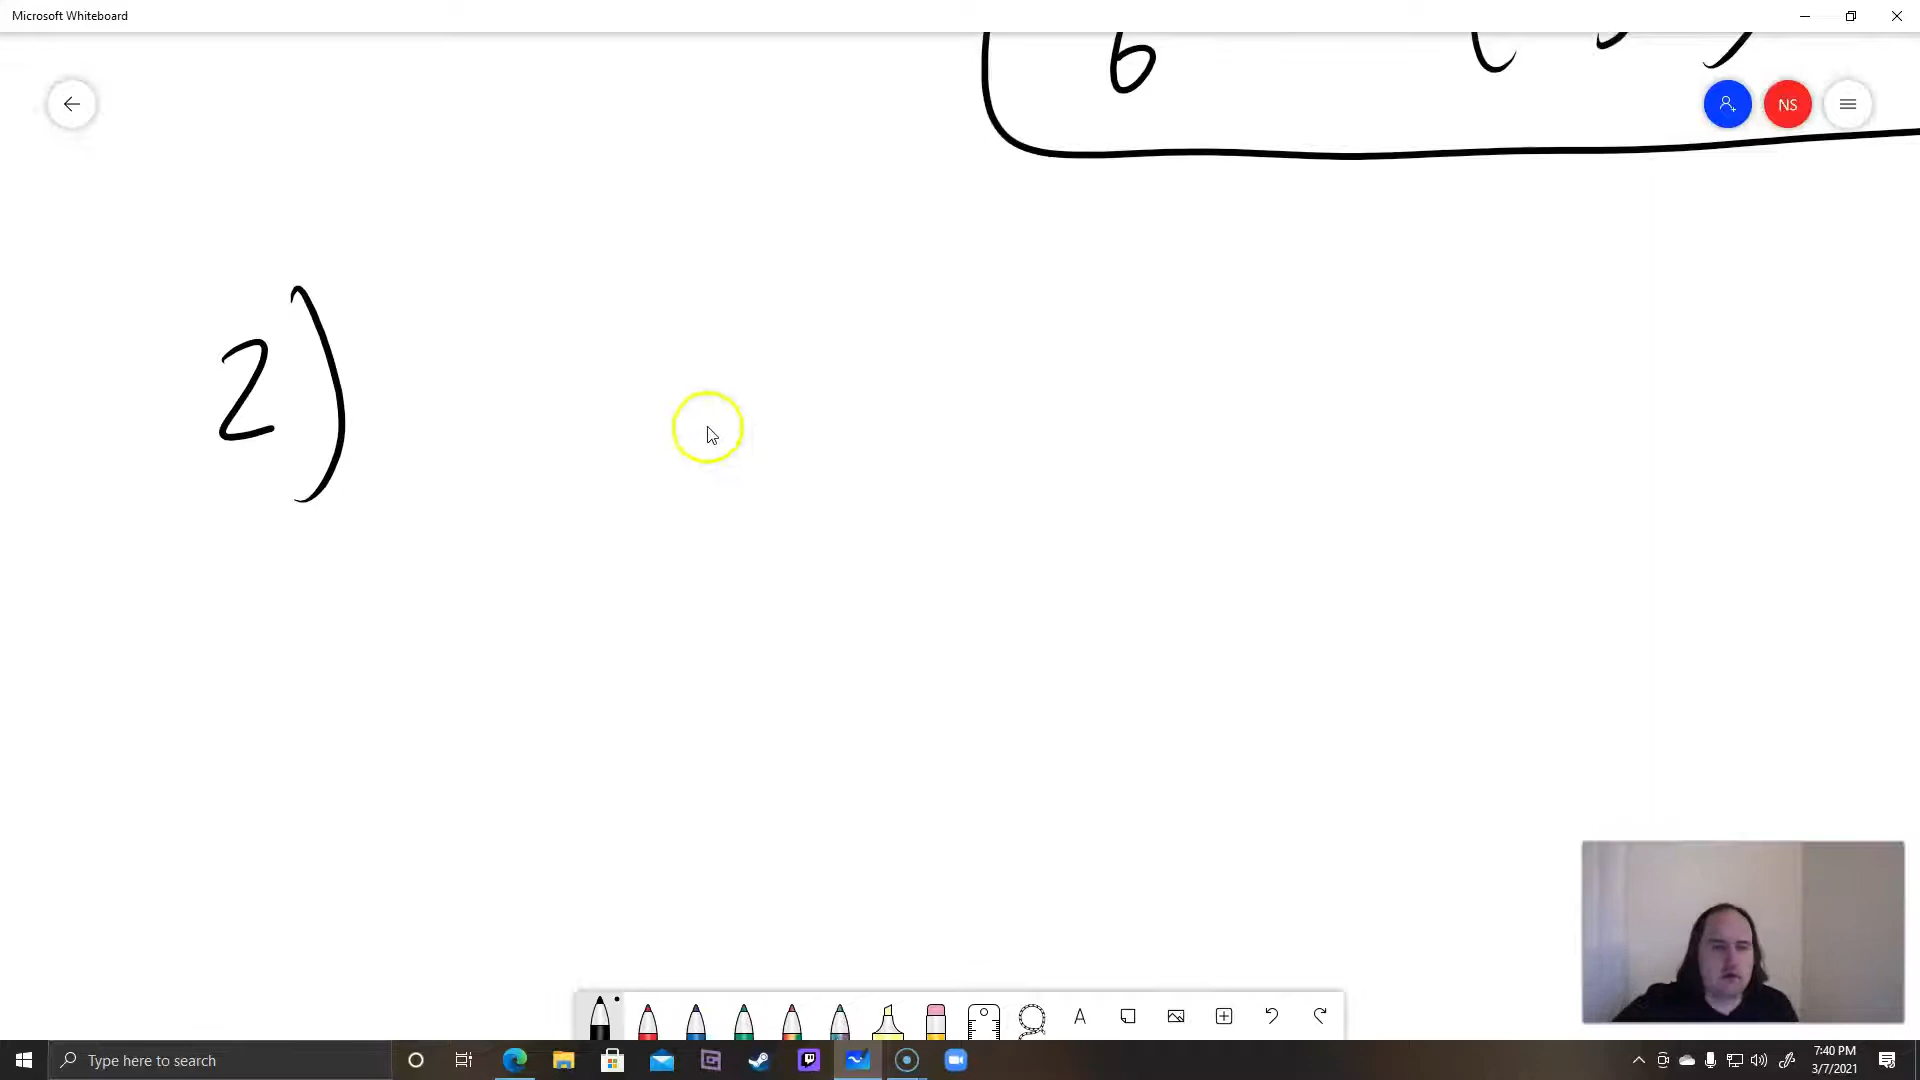 Microsoft Whiteboard
6
NS
2)
A
Type here to search
7:40 PM
3/7/2021